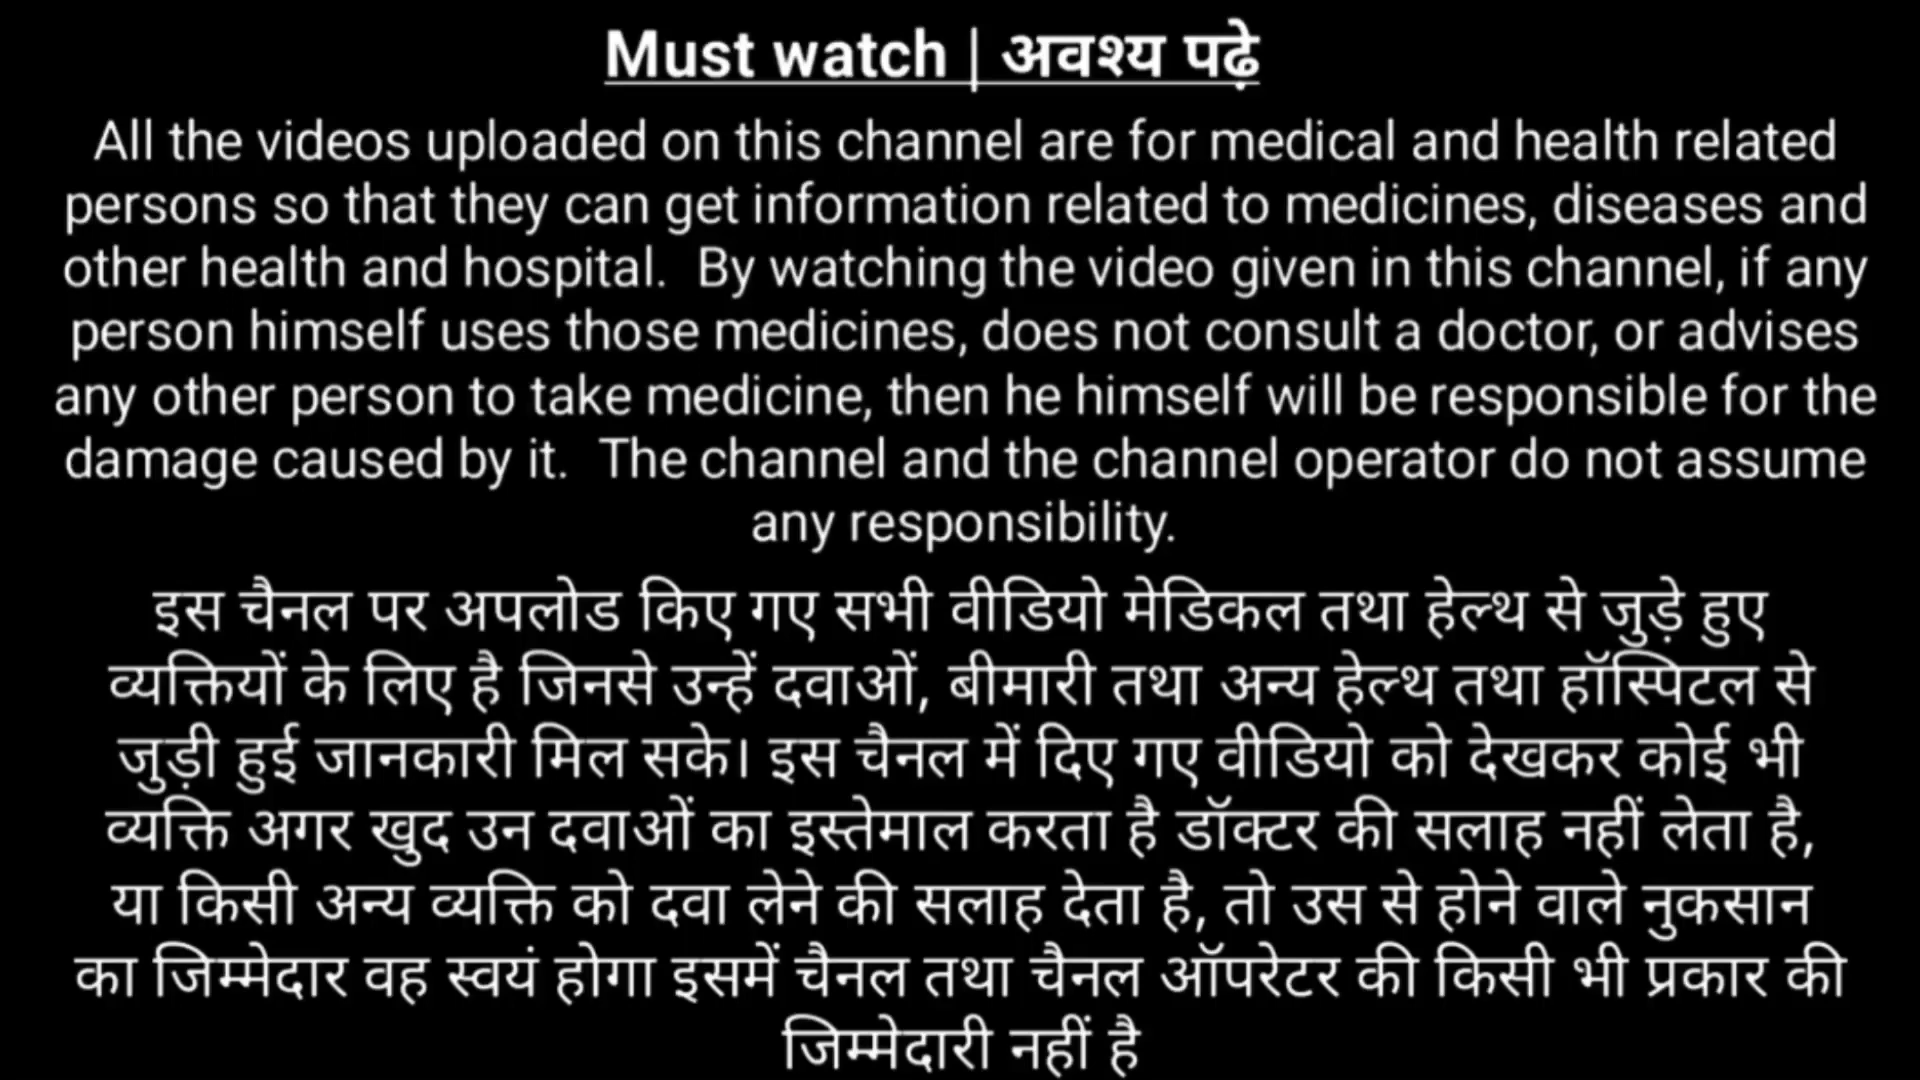 Must watch | अवश्य पढ़े
All the videos uploaded on this channel are for medical and health related
persons so that they can get information related to medicines, diseases and
other health and hospital.  By watching the video given in this channel, if any
person himself uses those medicines, does not consult a doctor, or advises
any other person to take medicine, then he himself will be responsible for the
damage caused by it.  The channel and the channel operator do not assume
any responsibility.
इस चैनल पर अपलोड किए गए सभी वीडियो मेडिकल तथा हेल्थ से जुड़े हुए
व्यक्तियों के लिए है जिनसे उन्हें दवाओं, बीमारी तथा अन्य हेल्थ तथा हॉस्पिटल से
जुड़ी हुई जानकारी मिल सके। इस चैनल में दिए गए वीडियो को देखकर कोई भी
व्यक्ति अगर खुद उन दवाओं का इस्तेमाल करता है डॉक्टर की सलाह नहीं लेता है,
या किसी अन्य व्यक्ति को दवा लेने की सलाह देता है, तो उस से होने वाले नुकसान
का जिम्मेदार वह स्वयं होगा इसमें चैनल तथा चैनल ऑपरेटर की किसी भी प्रकार की
जिम्मेदारी नहीं है